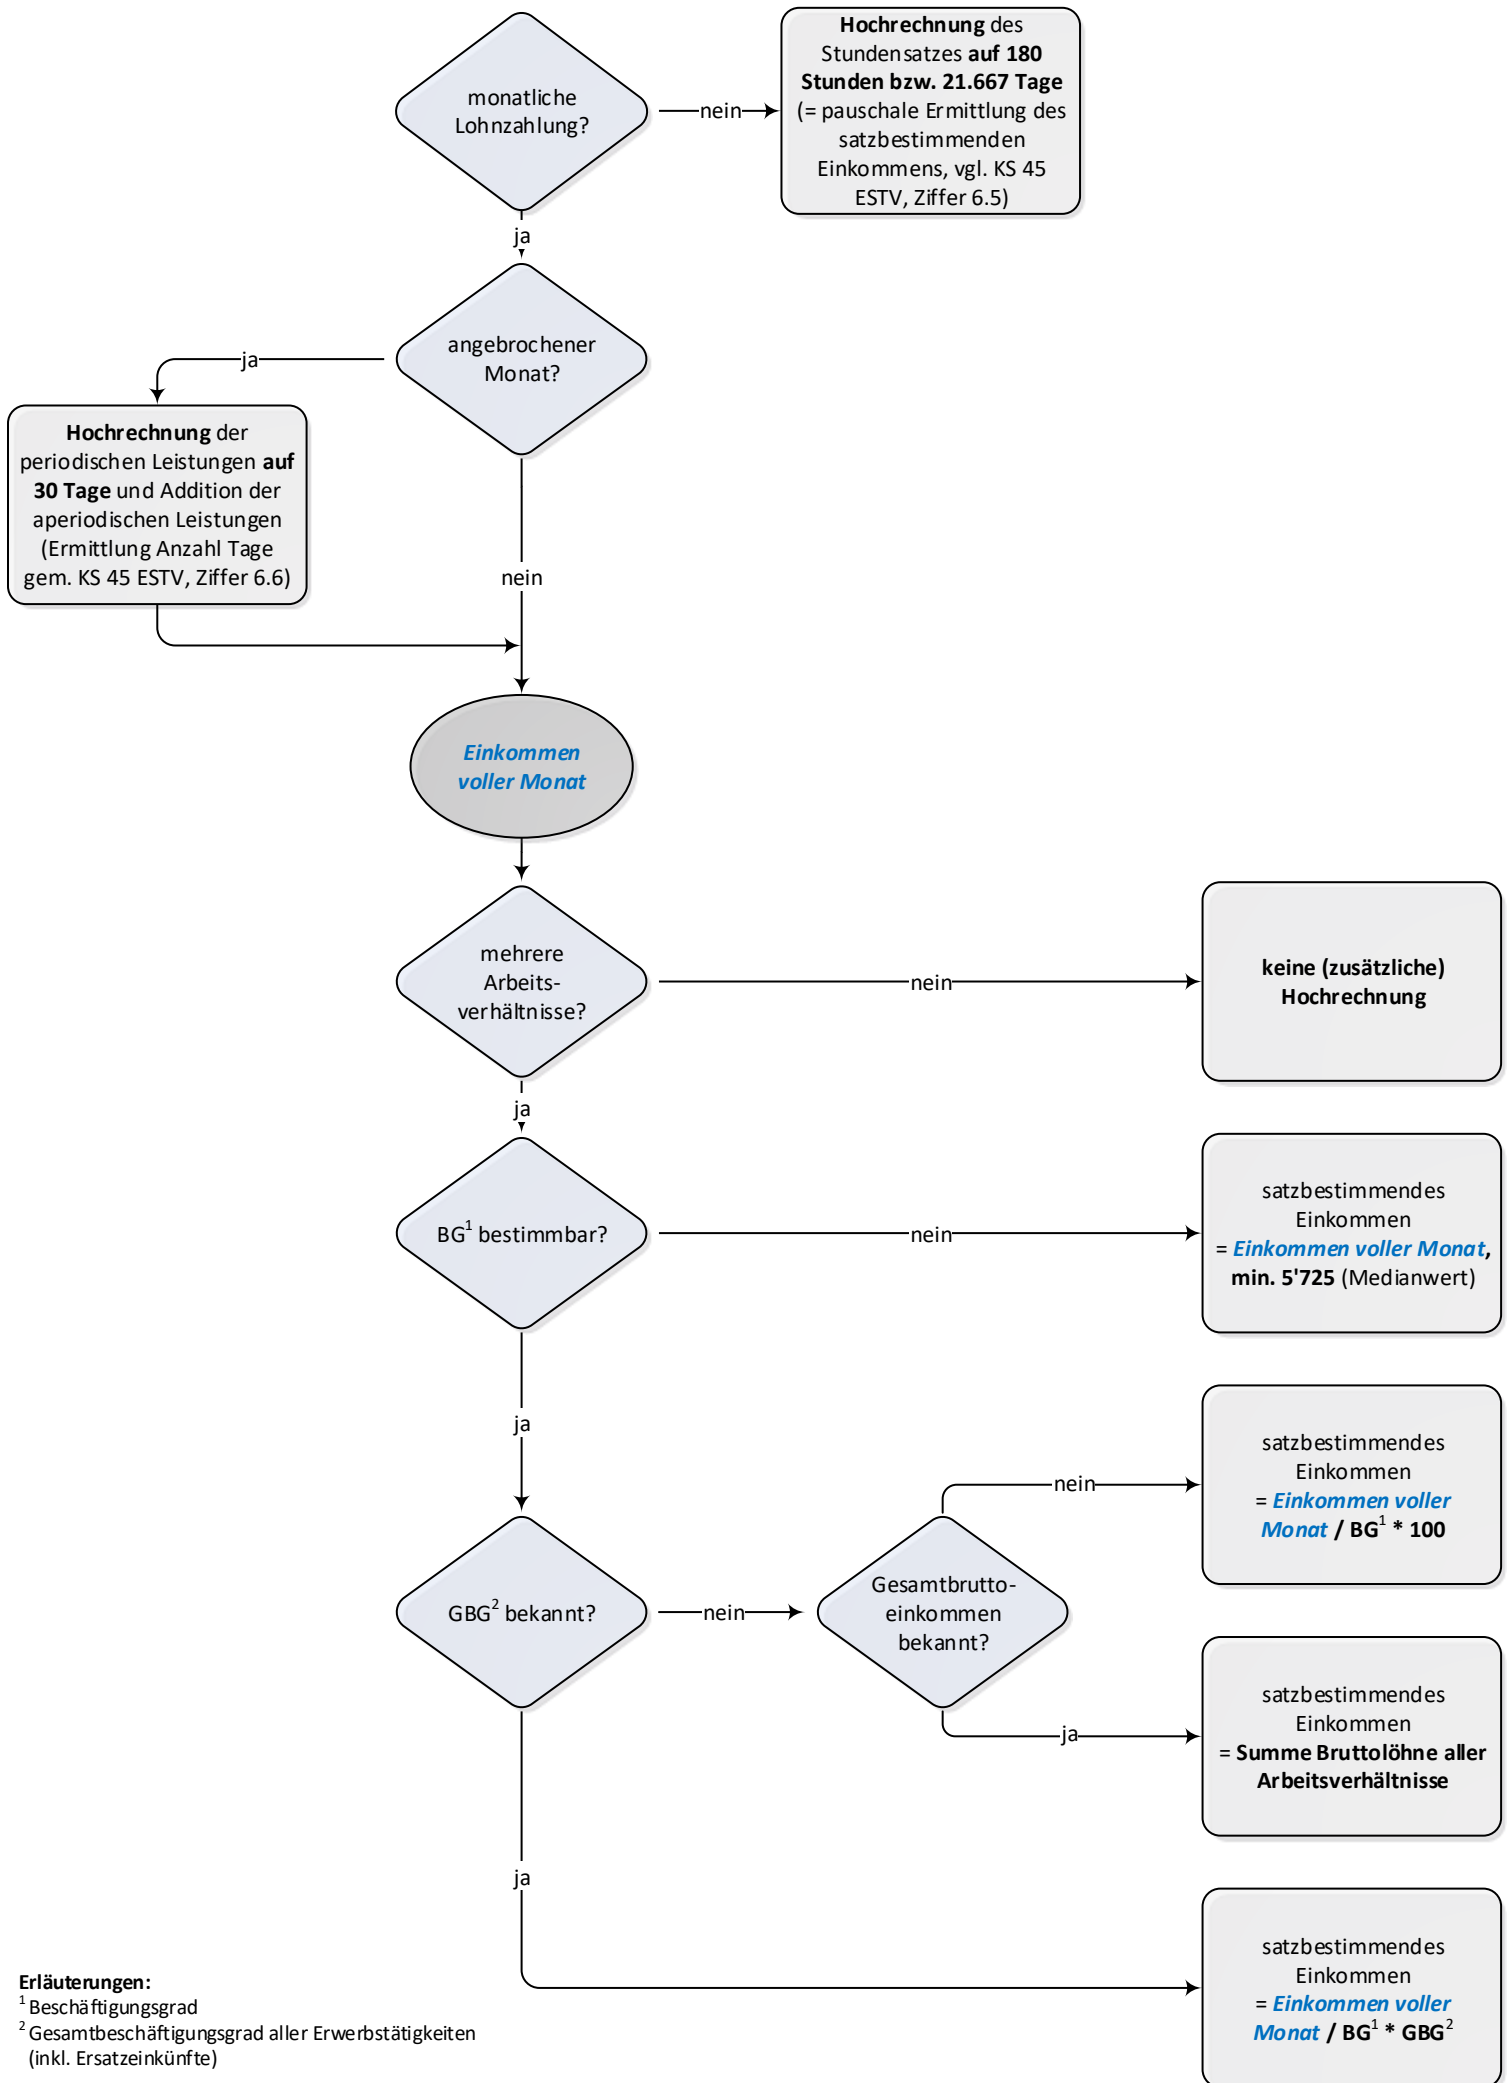 monatliche
Lohnzahlung?
nein
Hochrechnung des
Stundensatzes auf 180
Stunden bzw. 21.667 Tage
(= pauschale Ermittlung des
satzbestimmenden
Einkommens, vgl. KS 45
ESTV, Ziffer 6.5)
ja
angebrochener
Monat?
ja
Hochrechnung der
periodischen Leistungen auf
30 Tage und Addition der
aperiodischen Leistungen
(Ermittlung Anzahl Tage
gem. KS 45 ESTV, Ziffer 6.6)
nein
Einkommen
voller Monat
mehrere
Arbeits-
verhältnisse?
nein
keine (zusätzliche)
Hochrechnung
ja
BG¹ bestimmbar?
nein
satzbestimmendes
Einkommen
= Einkommen voller Monat,
min. 5'725 (Medianwert)
ja
GBG² bekannt?
nein
Gesamtbrutto-
einkommen
bekannt?
nein
satzbestimmendes
Einkommen
= Einkommen voller
Monat / BG¹ * 100
ja
satzbestimmendes
Einkommen
= Summe Bruttolöhne aller
Arbeitsverhältnisse
ja
satzbestimmendes
Einkommen
= Einkommen voller
Monat / BG¹ * GBG²
Erläuterungen:
¹ Beschäftigungsgrad
² Gesamtbeschäftigungsgrad aller Erwerbstätigkeiten
(inkl. Ersatzeinkünfte)